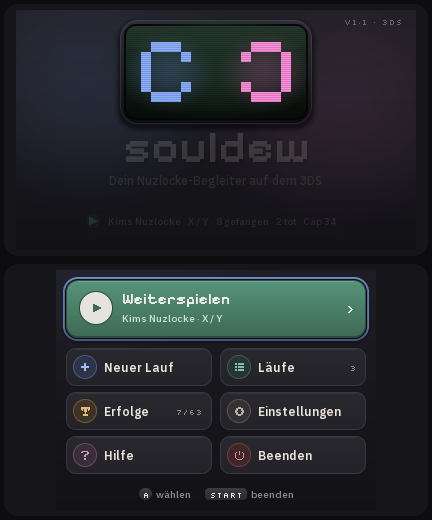 V1.1 · 3DS
souldew
Dein Nuzlocke-Begleiter auf dem 3DS
Kims Nuzlocke · X / Y · 8 gefangen · 2 tot · Cap 34
Weiterspielen
Kims Nuzlocke · X / Y
Neuer Lauf
Läufe 3
Erfolge 7/63
Einstellungen
? Hilfe
Beenden
A wählen START beenden